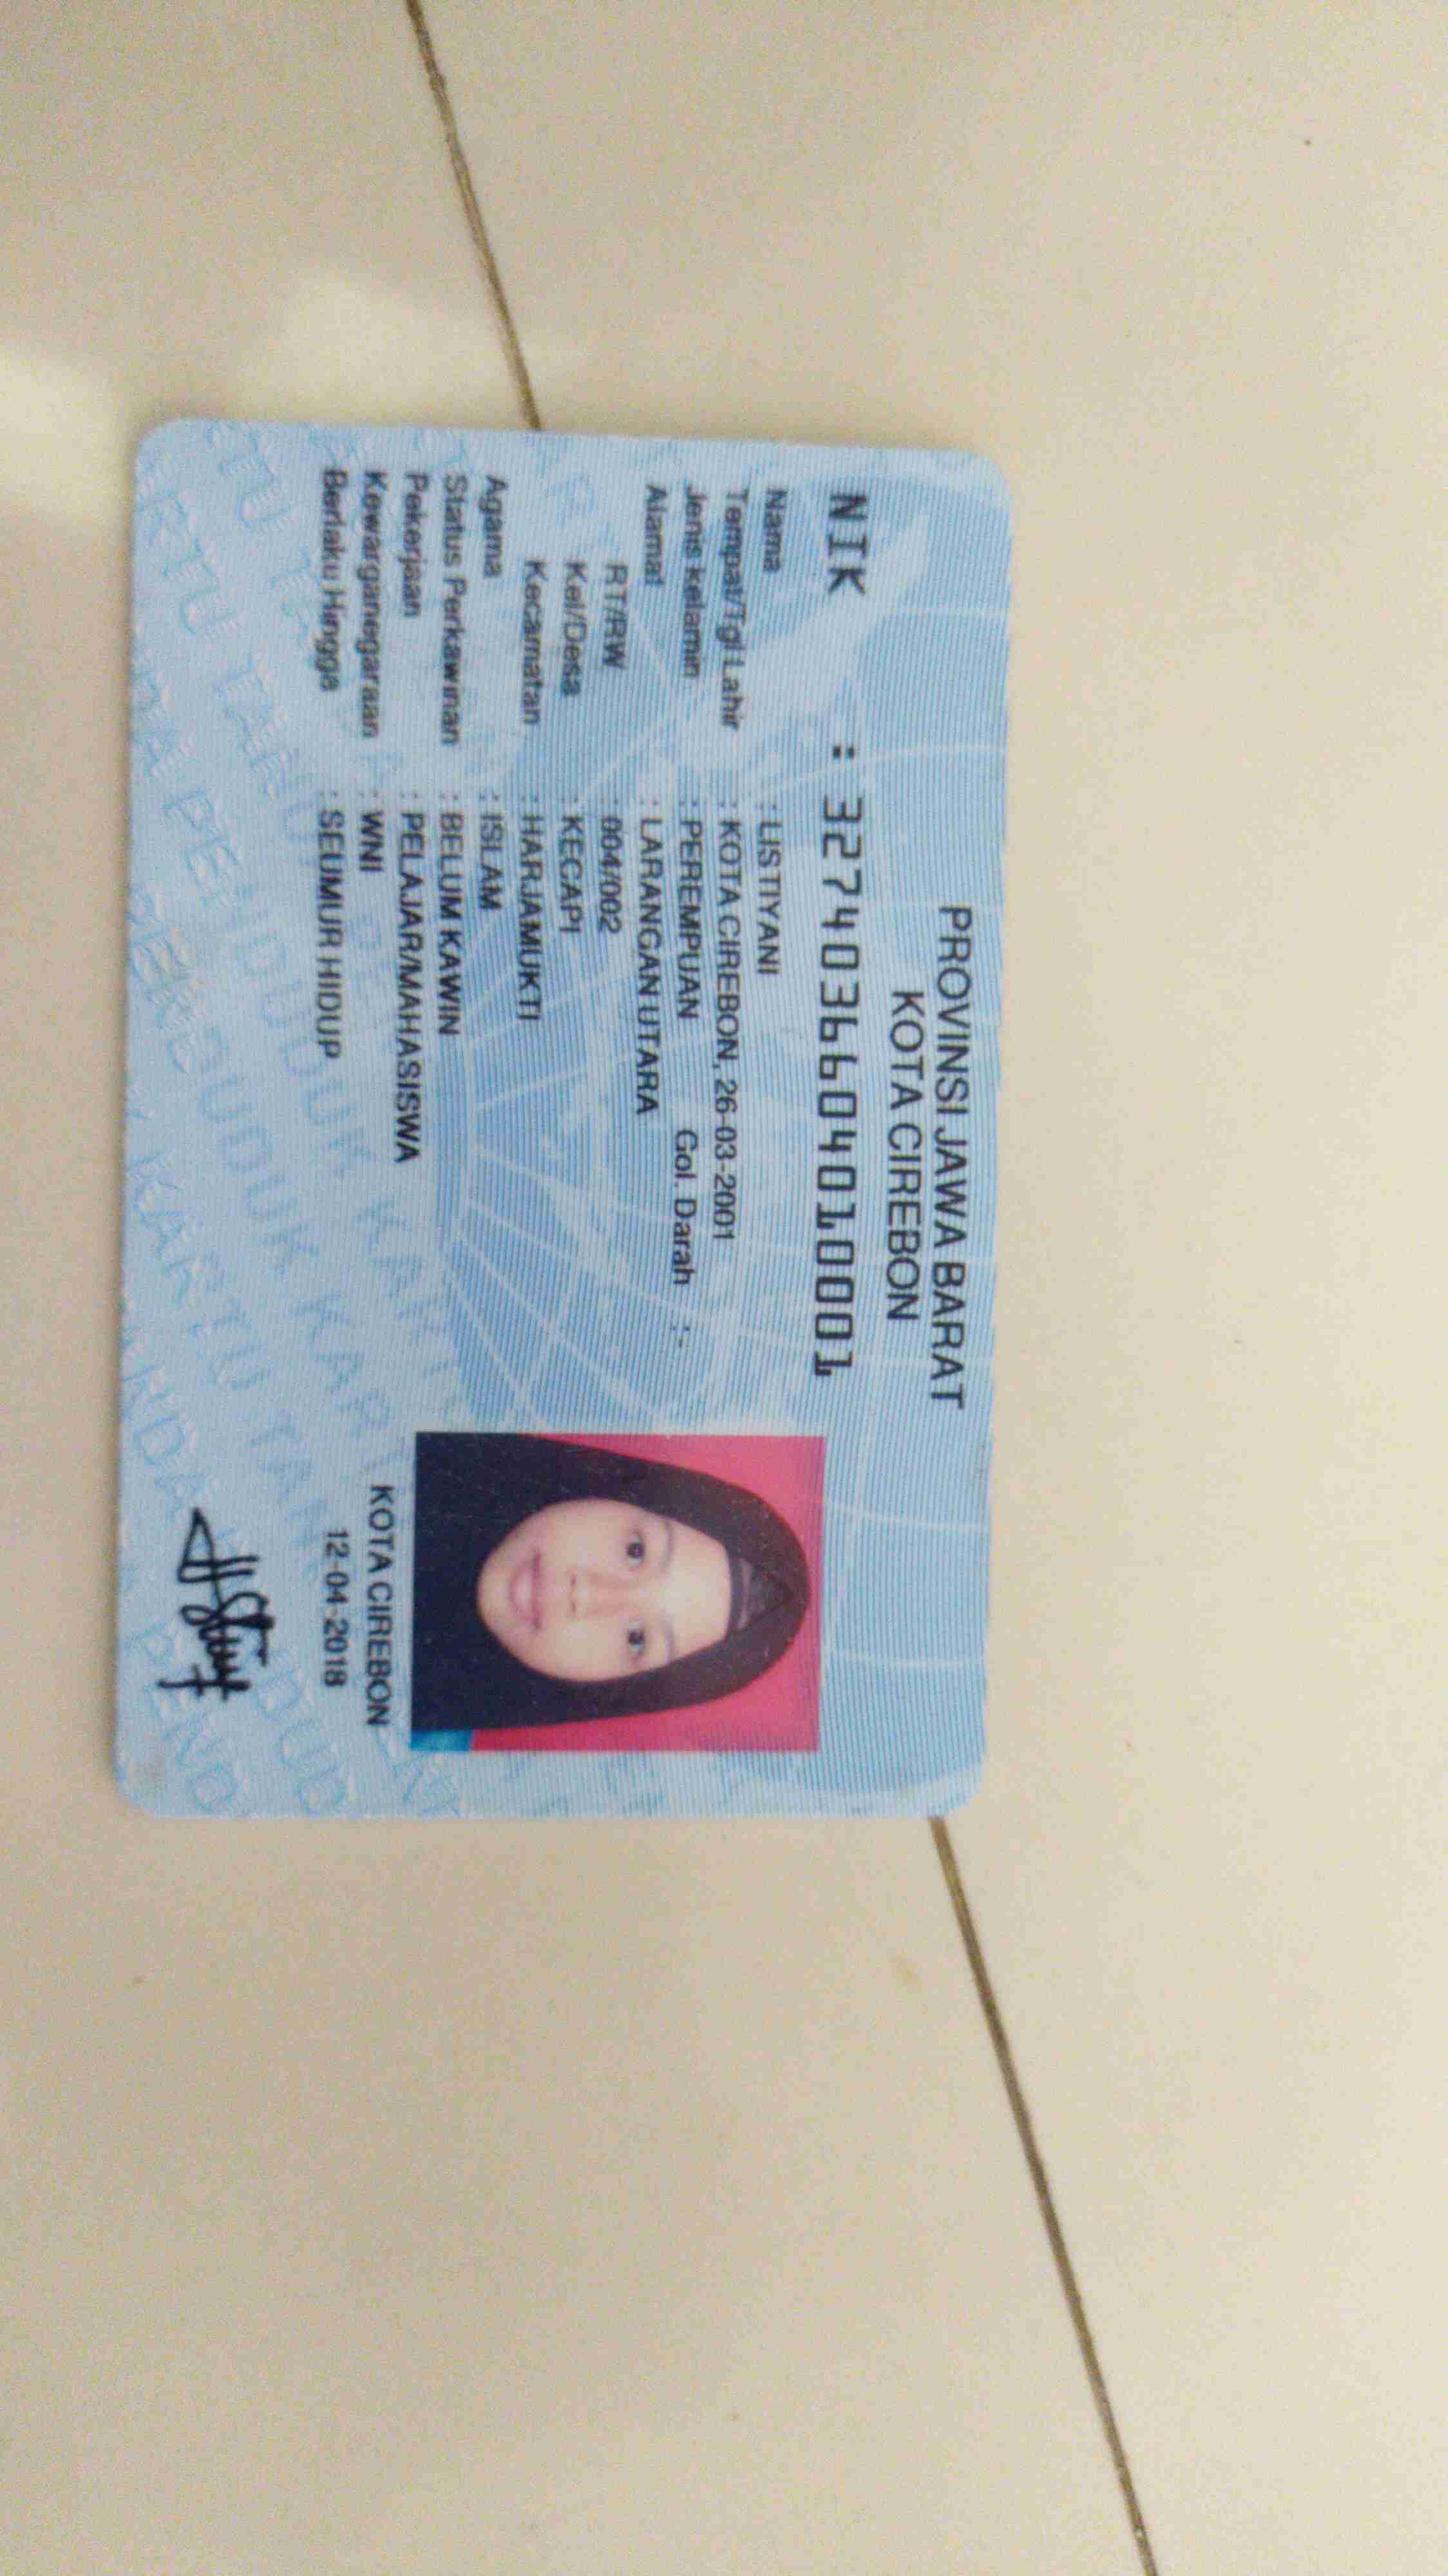 PROVINSI JAWA BARAT
KOTA CIREBON
NIK : 3274036604010001
Nama : LISTIYANI
Tempat/Tgl Lahir : KOTA CIREBON, 26-03-2001
Jenis kelamin : PEREMPUAN Gol. Darah :-
Alamat : LARANGAN UTARA
RT/RW : 004/002
Kel/Desa : KECAPI
Kecamatan : HARJAMUKTI
Agama : ISLAM
Status Perkawinan : BELUM KAWIN
Pekerjaan : PELAJAR/MAHASISWA
Kewarganegaraan : WNI
Berlaku Hingga : SEUMUR HIDUP
KOTA CIREBON
12-04-2018